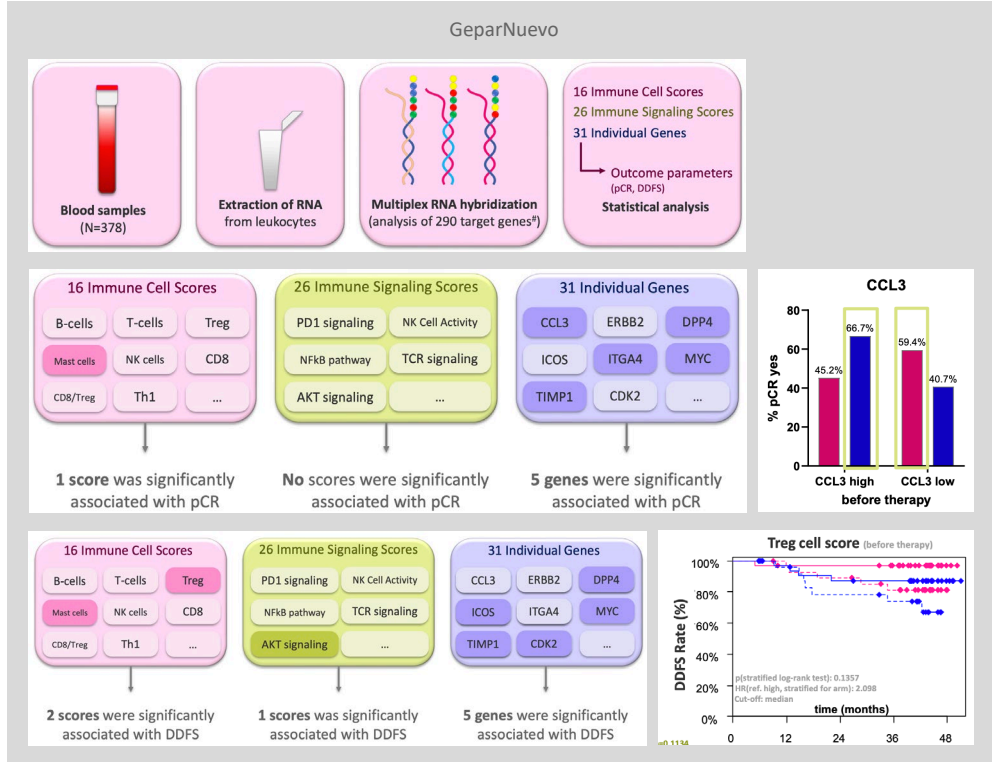 GeparNuevo
Blood samples
(N=378)
Extraction of RNA
from leukocytes
Multiplex RNA hybridization
(analysis of 290 target genes#)
16 Immune Cell Scores
26 Immune Signaling Scores
31 Individual Genes
Outcome parameters
(pCR, DDFS)
Statistical analysis
16 Immune Cell Scores
B-cells
T-cells
Treg
Mast cells
NK cells
CD8
CD8/Treg
Th1
...
1 score was significantly
associated with pCR
26 Immune Signaling Scores
PD1 signaling
NK Cell Activity
NFkB pathway
TCR signaling
AKT signaling
...
No scores were significantly
associated with pCR
31 Individual Genes
CCL3
ERBB2
DPP4
ICOS
ITGA4
MYC
TIMP1
CDK2
...
5 genes were significantly
associated with pCR
CCL3
% pCR yes
80
60
40
20
0
45.2%
66.7%
59.4%
40.7%
CCL3 high
CCL3 low
before therapy
16 Immune Cell Scores
B-cells
T-cells
Treg
Mast cells
NK cells
CD8
CD8/Treg
Th1
...
2 scores were significantly
associated with DDFS
26 Immune Signaling Scores
PD1 signaling
NK Cell Activity
NFkB pathway
TCR signaling
AKT signaling
...
1 scores was significantly
associated with DDFS
31 Individual Genes
CCL3
ERBB2
DPP4
ICOS
ITGA4
MYC
TIMP1
CDK2
...
5 genes were significantly
associated with DDFS
Treg cell score (before therapy)
DDFS Rate (%)
100%
80%
60%
40%
20%
0%
p(stratified log-rank test): 0.1357
HR(ref. high, stratified for arm): 2.098
Cut-off: median
time (months)
0 12 24 36 48
=0.1134